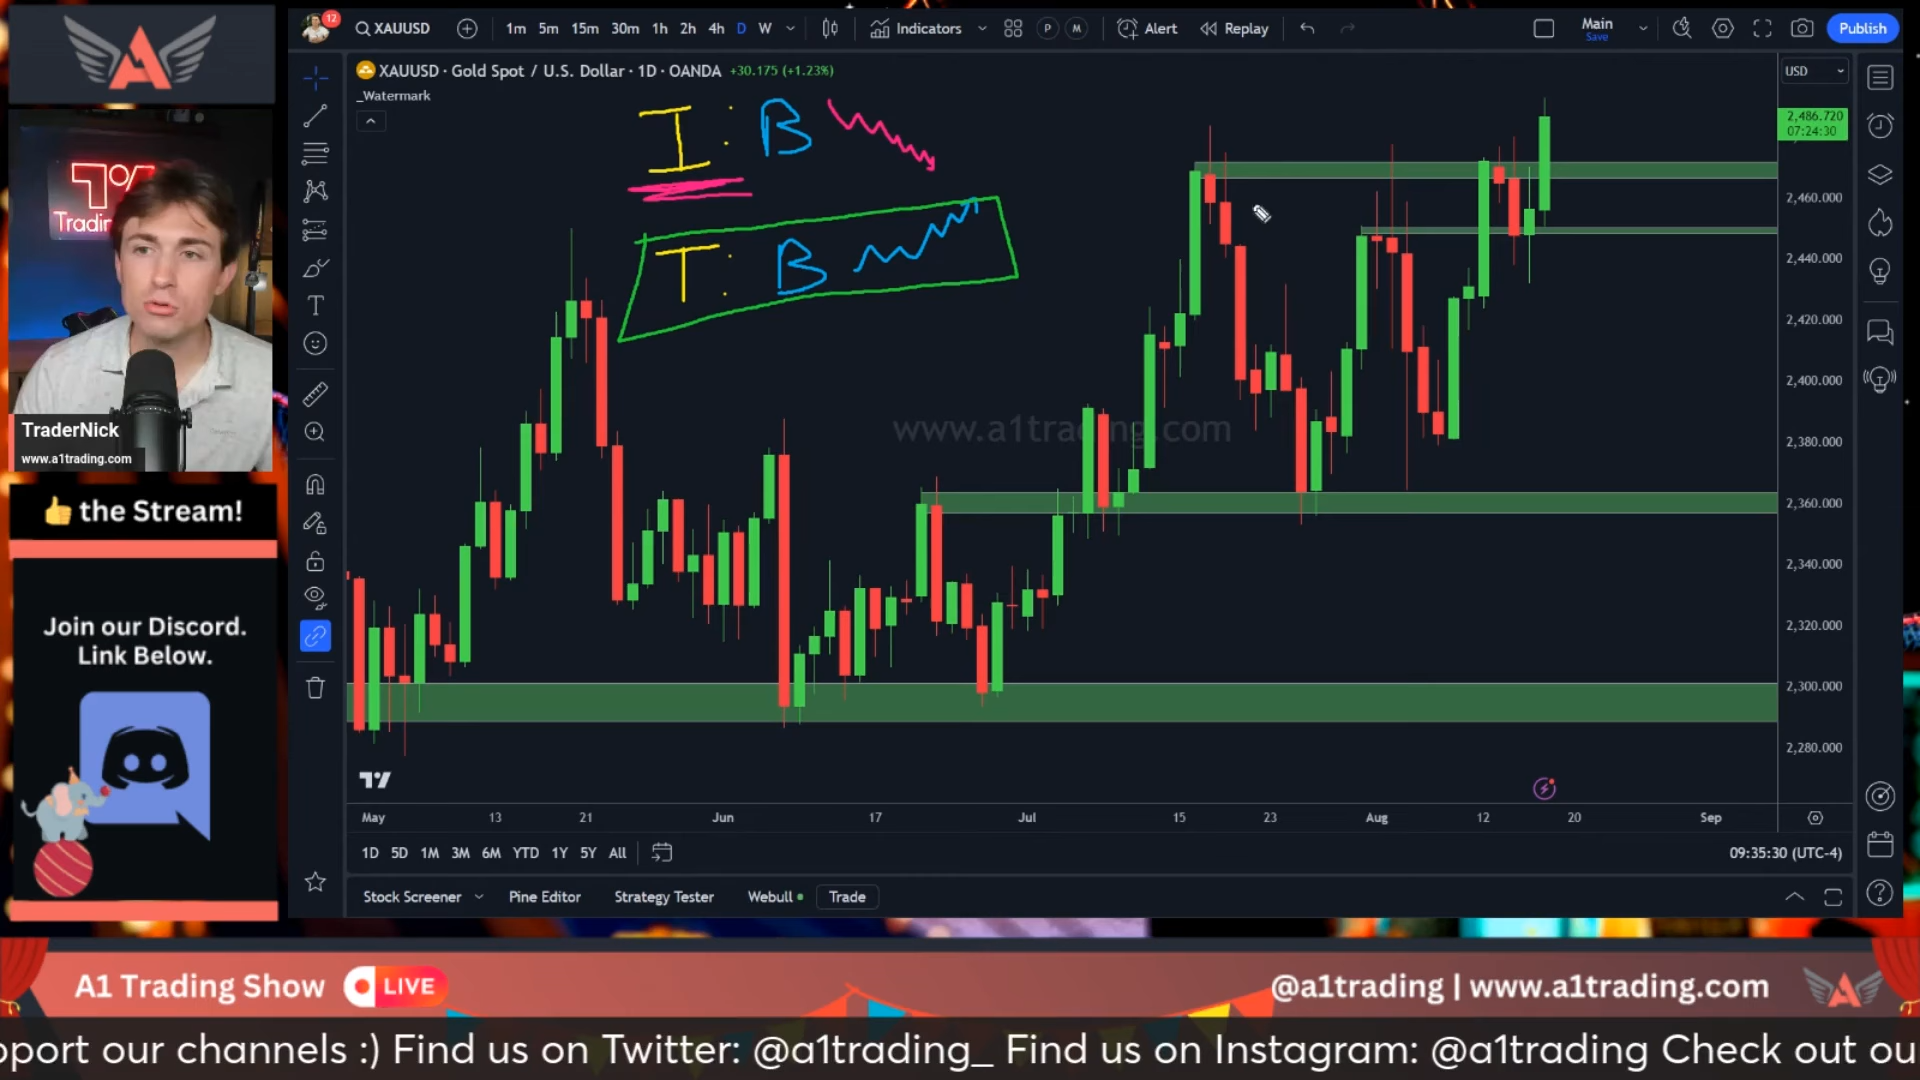 Trading
TraderNick
www.a1trading.com
👍 the Stream!
Join our Discord.
Link Below.
12
XAUUSD
1m 5m 15m 30m 1h 2h 4h D W
Indicators
P M
Alert
Replay
Main
Save
Publish
XAUUSD · Gold Spot / U.S. Dollar · 1D · OANDA +30.175 (+1.23%)
_Watermark
USD
I: B
T: B
www.a1trading.com
2,486.720
07:24:30
2,460.000
2,440.000
2,420.000
2,400.000
2,380.000
2,360.000
2,340.000
2,320.000
2,300.000
2,280.000
May 13 21 Jun 17 Jul 15 23 Aug 12 20 Sep
1D 5D 1M 3M 6M YTD 1Y 5Y All
09:35:30 (UTC-4)
Stock Screener Pine Editor Strategy Tester Webull Trade
A1 Trading Show LIVE
@a1trading | www.a1trading.com
pport our channels :) Find us on Twitter: @a1trading_ Find us on Instagram: @a1trading Check out ou